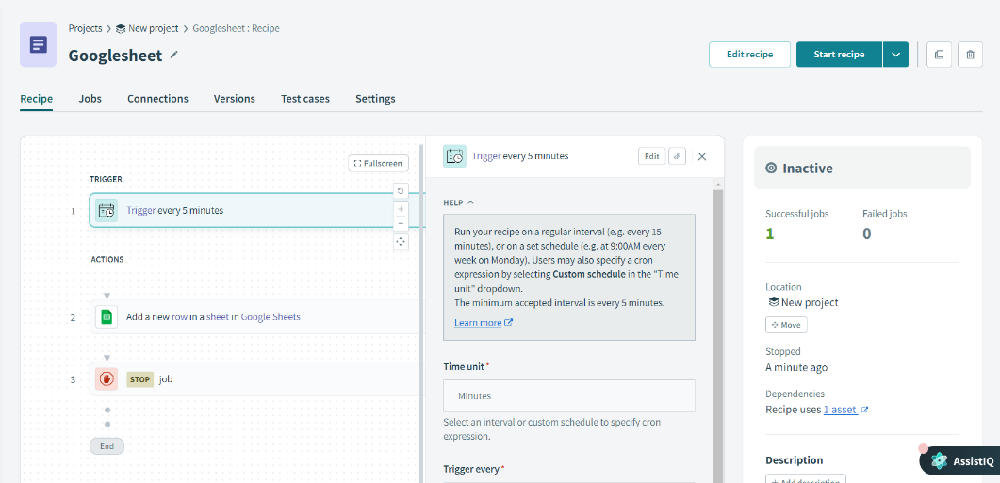 Projects > New project > Googlesheet : Recipe
Googlesheet
Edit recipe
Start recipe
Recipe
Jobs
Connections
Versions
Test cases
Settings
Fullscreen
TRIGGER
1
Trigger every 5 minutes
ACTIONS
2
Add a new row in a sheet in Google Sheets
3
STOP job
End
Trigger every 5 minutes
Edit
HELP
Run your recipe on a regular interval (e.g. every 15
minutes), or on a set schedule (e.g. at 9:00AM every
week on Monday). Users may also specify a cron
expression by selecting Custom schedule in the "Time
unit" dropdown.
The minimum accepted interval is every 5 minutes.
Learn more
Time unit*
Minutes
Select an interval or custom schedule to specify cron
expression.
Trigger every*
Inactive
Successful jobs
1
Failed jobs
0
Location
New project
Move
Stopped
A minute ago
Dependencies
Recipe uses 1 asset
Description
+ Add description
AssistIQ